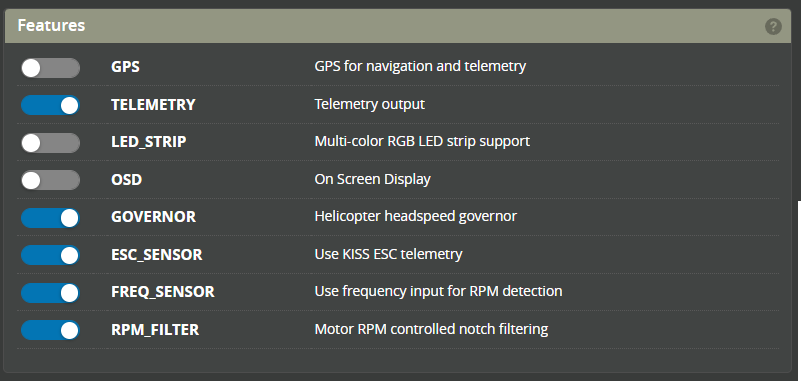 Features
GPS GPS for navigation and telemetry
TELEMETRY Telemetry output
LED_STRIP Multi-color RGB LED strip support
OSD On Screen Display
GOVERNOR Helicopter headspeed governor
ESC_SENSOR Use KISS ESC telemetry
FREQ_SENSOR Use frequency input for RPM detection
RPM_FILTER Motor RPM controlled notch filtering